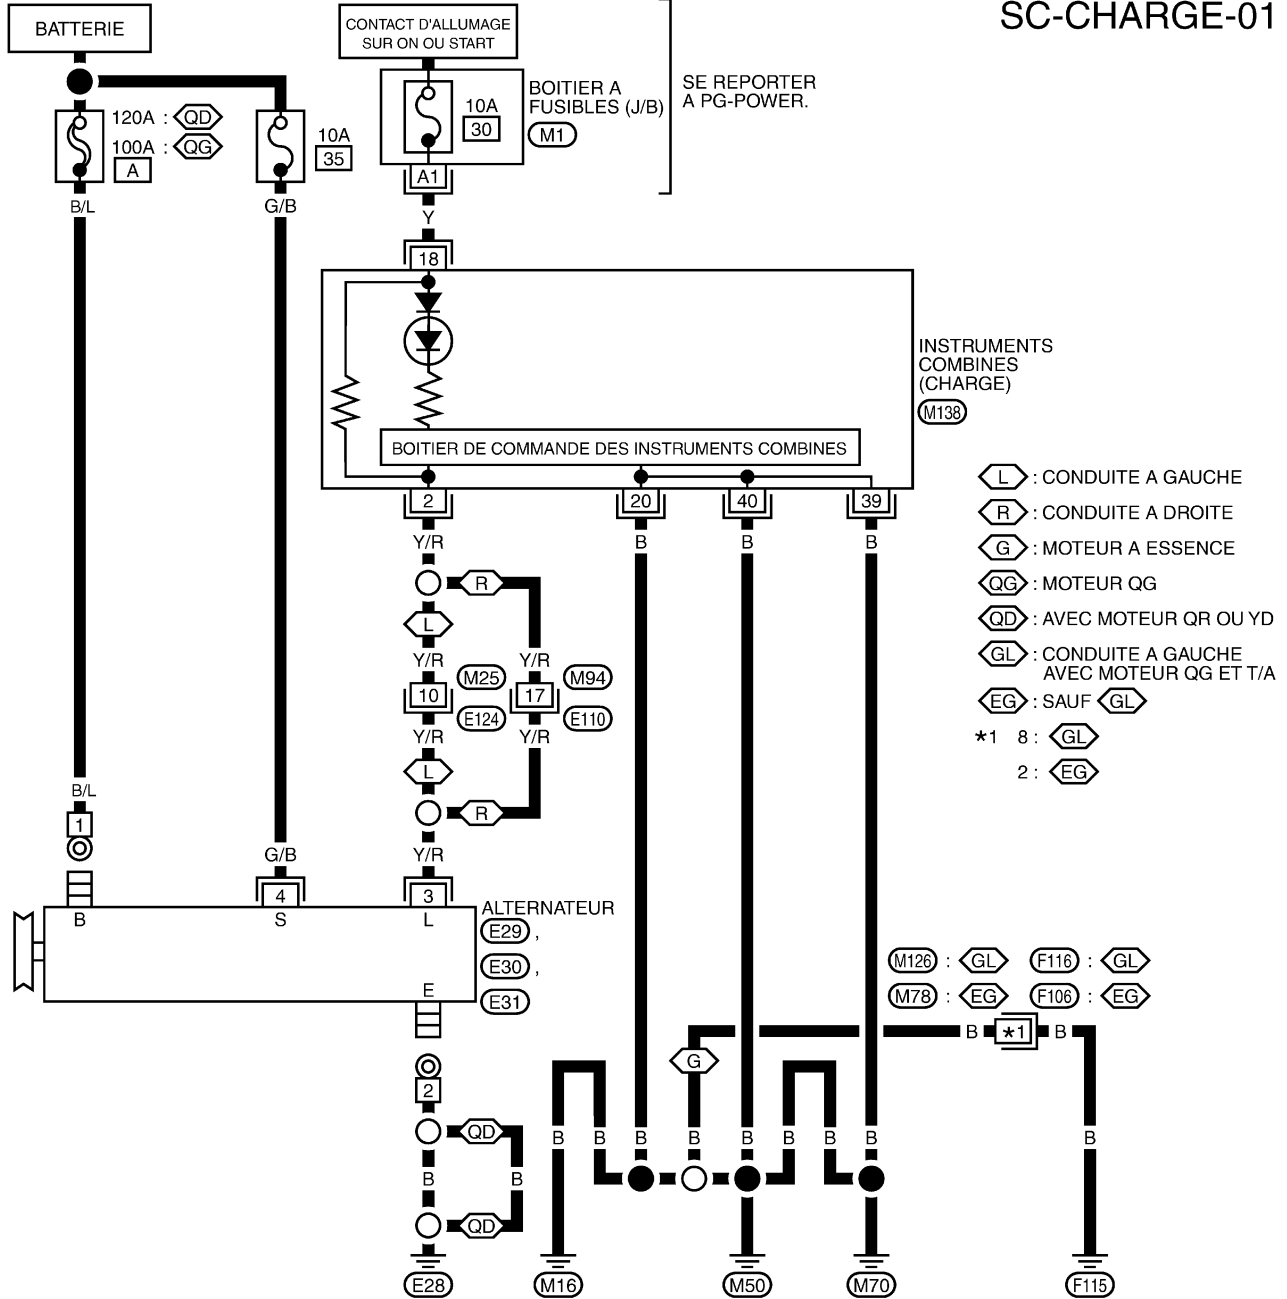 SC-CHARGE-01
BATTERIE
CONTACT D'ALLUMAGE
SUR ON OU START
SE REPORTER
A PG-POWER.
BOITIER A
FUSIBLES (J/B)
M1
120A : QD
100A : QG
A
10A
35
10A
30
A1
B/L
G/B
Y
18
INSTRUMENTS
COMBINES
(CHARGE)
M138
BOITIER DE COMMANDE DES INSTRUMENTS COMBINES
2
20
40
39
Y/R
B
B
B
R
L
Y/R
Y/R
10
M25
E124
17
M94
E110
Y/R
Y/R
L
R
L : CONDUITE A GAUCHE
R : CONDUITE A DROITE
G : MOTEUR A ESSENCE
QG : MOTEUR QG
QD : AVEC MOTEUR QR OU YD
GL : CONDUITE A GAUCHE
AVEC MOTEUR QG ET T/A
EG : SAUF GL
*1 8 : GL
2 : EG
B/L
1
G/B
Y/R
4
3
B
S
L
E
ALTERNATEUR
E29 ,
E30 ,
E31
M126 : GL
F116 : GL
M78 : EG
F106 : EG
B
*1
B
G
2
QD
B
B
QD
B
B
B
B
B
B
B
B
B
E28
M16
M50
M70
F115